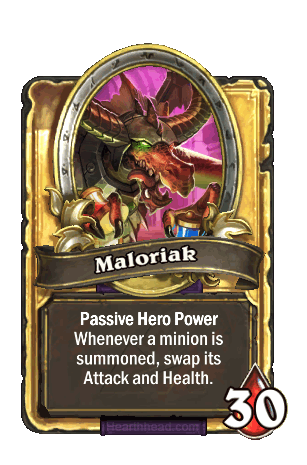 Maloriak
Passive Hero Power
Whenever a minion is
summoned, swap its
Attack and Health.
30
Hearthhead.com